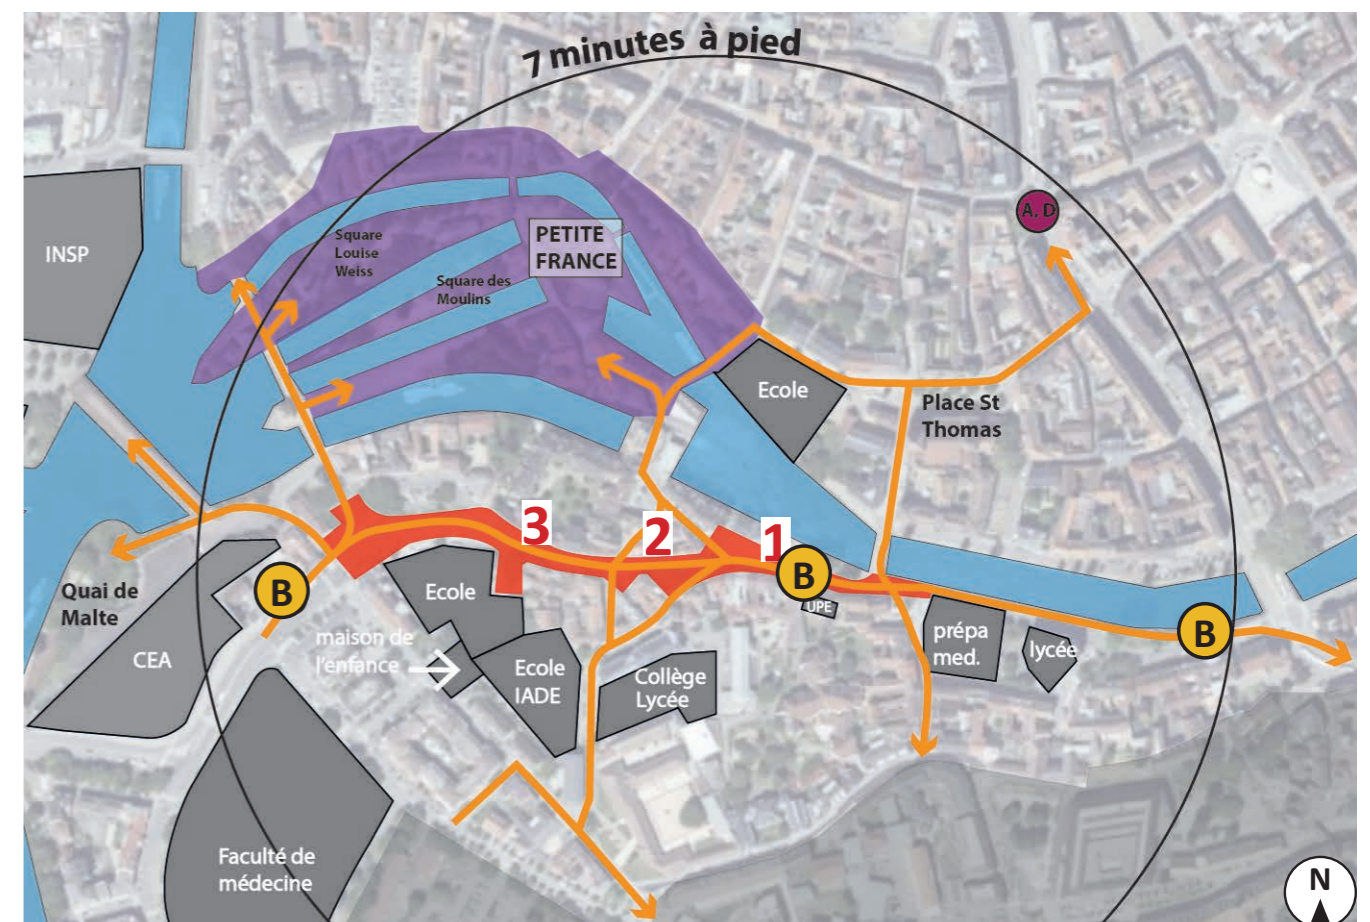 7 minutes à pied
A, D
INSP
Square
Louise
Weiss
PETITE
FRANCE
Square des
Moulins
Ecole
Place St
Thomas
3
2
1
B
Quai de
Malte
B
Ecole
UPE
B
CEA
maison de
l'enfance
Ecole
IADE
Collège
Lycée
prépa
med.
lycée
Faculté de
médecine
N